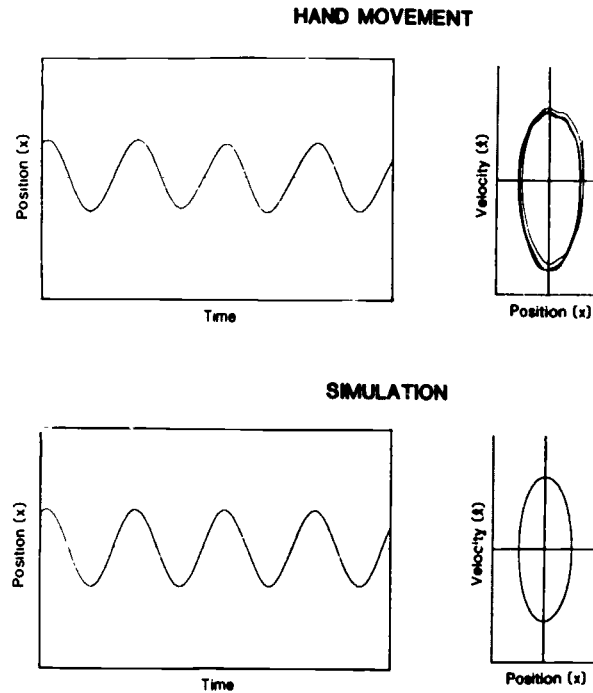 HAND MOVEMENT
Position (x)
Time
Velocity (ẋ)
Position (x)
SIMULATION
Position (x)
Time
Velocity (ẋ)
Position (x)